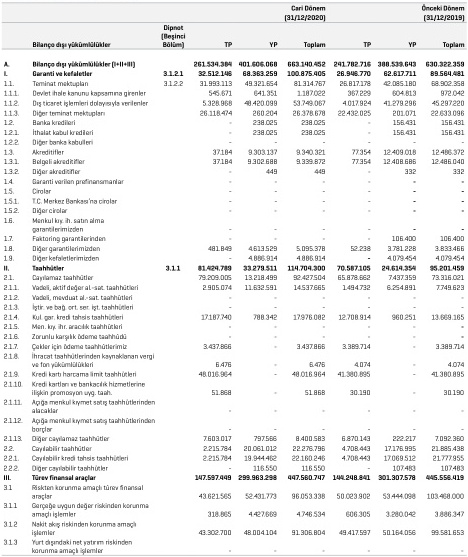 Cari Dönem Önceki Dönem
Dipnot (31/12/2020) (31/12/2019)
[Beşinci
Bilanço dışı yükümlülükler Bölüm] TP YP Toplam TP YP Toplam
A. Bilanço dışı yükümlülükler [I+II+III] 261.534.384 401.606.068 663.140.452 241.782.716 388.539.643 630.322.359
I. Garanti ve kefaletler 3.1.2.1 32.512.146 68.363.259 100.875.405 26.946.770 62.617.711 89.564.481
1.1. Teminat mektupları 3.1.2.2 31.993.113 49.321.654 81.314.767 26.817.178 42.085.180 68.902.358
1.1.1. Devlet ihale kanunu kapsamına girenler 545.671 641.351 1.187.022 367.229 604.813 972.042
1.1.2. Dış ticaret işlemleri dolayısıyla verilenler 5.328.968 48.420.099 53.749.067 4.017.924 41.279.296 45.297.220
1.1.3. Diğer teminat mektupları 26.118.474 260.204 26.378.678 22.432.025 201.071 22.633.096
1.2. Banka kredileri - 238.025 238.025 - 156.431 156.431
1.2.1. İthalat kabul kredileri - 238.025 238.025 - 156.431 156.431
1.2.2. Diğer banka kabulleri - - - - - -
1.3. Akreditifler 37.184 9.303.137 9.340.321 77.354 12.409.018 12.486.372
1.3.1. Belgeli akreditifler 37.184 9.302.688 9.339.872 77.354 12.408.686 12.486.040
1.3.2. Diğer akreditifler - 449 449 - 332 332
1.4. Garanti verilen prefinansmanlar - - - - - -
1.5. Cirolar - - - - - -
1.5.1. T.C. Merkez Bankası'na cirolar - - - - - -
1.5.2. Diğer cirolar - - - - - -
1.6. Menkul kıy. ih. satın alma
garantilerimizden - - - - - -
1.7. Faktoring garantilerinden - - - - 106.400 106.400
1.8. Diğer garantilerimizden 481.849 4.613.529 5.095.378 52.238 3.781.228 3.833.466
1.9. Diğer kefaletlerimizden - 4.886.914 4.886.914 - 4.079.454 4.079.454
II. Taahhütler 3.1.1 81.424.789 33.279.511 114.704.300 70.587.105 24.614.354 95.201.459
2.1. Cayılamaz taahhütler 79.209.005 13.218.499 92.427.504 65.878.662 7.437.359 73.316.021
2.1.1. Vadeli, aktif değer al.-sat. taahhütleri 2.905.074 11.632.591 14.537.665 1.494.732 6.254.891 7.749.623
2.1.2. Vadeli, mevduat al.-sat. taahhütleri - - - - - -
2.1.3. İştir. ve bağ. ort. ser. işt. taahhütleri - - - - - -
2.1.4. Kul. gar. kredi tahsis taahhütleri 17.187.740 788.342 17.976.082 12.708.914 960.251 13.669.165
2.1.5. Men. kıy. ihr. aracılık taahhütleri - - - - - -
2.1.6. Zorunlu karşılık ödeme taahhüdü - - - - - -
2.1.7. Çekler için ödeme taahhütlerimiz 3.437.866 - 3.437.866 3.389.714 - 3.389.714
2.1.8. İhracat taahhütlerinden kaynaklanan vergi
ve fon yükümlülükleri 6.476 - 6.476 4.074 - 4.074
2.1.9. Kredi kartı harcama limit taahhütleri 48.016.964 - 48.016.964 41.380.895 - 41.380.895
2.1.10. Kredi kartları ve bankacılık hizmetlerine
ilişkin promosyon uyg. taah. 51.868 - 51.868 30.190 - 30.190
2.1.11. Açığa menkul kıymet satış taahhütlerinden
alacaklar - - - - - -
2.1.12. Açığa menkul kıymet satış taahhütlerinden
borçlar - - - - - -
2.1.13. Diğer cayılamaz taahhütler 7.603.017 797.566 8.400.583 6.870.143 222.217 7.092.360
2.2. Cayılabilir taahhütler 2.215.784 20.061.012 22.276.796 4.708.443 17.176.995 21.885.438
2.2.1. Cayılabilir kredi tahsis taahhütleri 2.215.784 19.944.462 22.160.246 4.708.443 17.069.512 21.777.955
2.2.2. Diğer cayılabilir taahhütler - 116.550 116.550 - 107.483 107.483
III. Türev finansal araçlar 147.597.449 299.963.298 447.560.747 144.248.841 301.307.578 445.556.419
3.1 Riskten korunma amaçlı türev finansal
araçlar 43.621.565 52.431.773 96.053.338 50.023.902 53.444.098 103.468.000
3.1.1 Gerçeğe uygun değer riskinden korunma
amaçlı işlemler 318.865 4.427.669 4.746.534 606.305 3.280.042 3.886.347
3.1.2 Nakit akış riskinden korunma amaçlı
işlemler 43.302.700 48.004.104 91.306.804 49.417.597 50.164.056 99.581.653
3.1.3 Yurt dışındaki net yatırım riskinden
korunma amaçlı işlemler - - - - - -